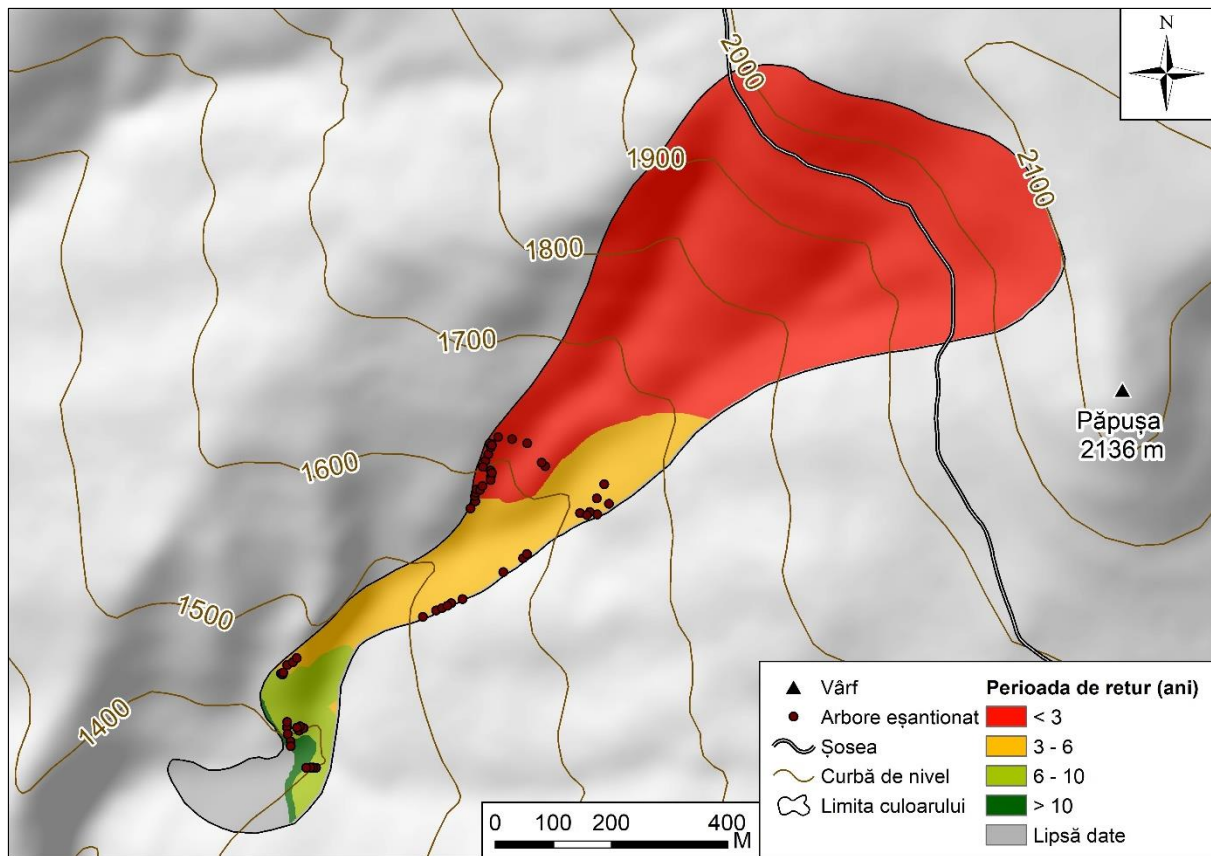 N
2000
2100
1900
1800
1700
1600
1500
1400
Păpușa
2136 m
Vârf
Arbore eșantionat
Șosea
Curbă de nivel
Limita culoarului
Perioada de retur (ani)
< 3
3 - 6
6 - 10
> 10
Lipsă date
0 100 200 400
M